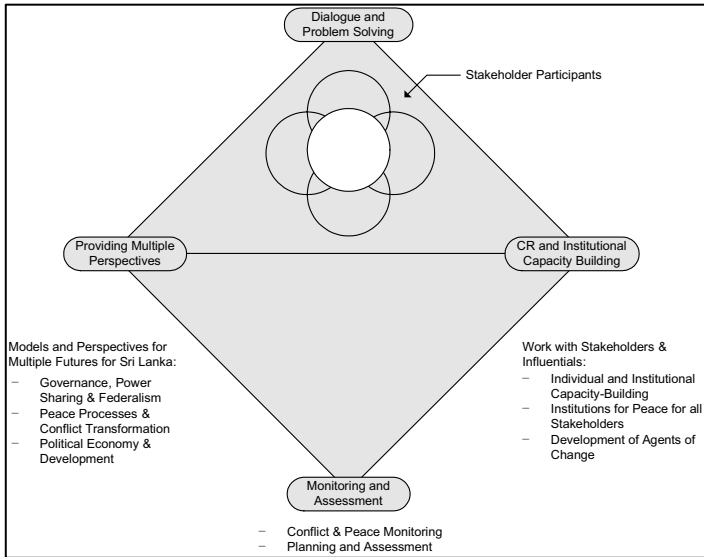 Dialogue and
Problem Solving
Stakeholder Participants
Providing Multiple
Perspectives
CR and Institutional
Capacity Building
Models and Perspectives for
Multiple Futures for Sri Lanka:
– Governance, Power
Sharing & Federalism
– Peace Processes &
Conflict Transformation
– Political Economy &
Development
Work with Stakeholders &
Influentials:
– Individual and Institutional
Capacity-Building
– Institutions for Peace for all
Stakeholders
– Development of Agents of
Change
Monitoring and
Assessment
– Conflict & Peace Monitoring
– Planning and Assessment